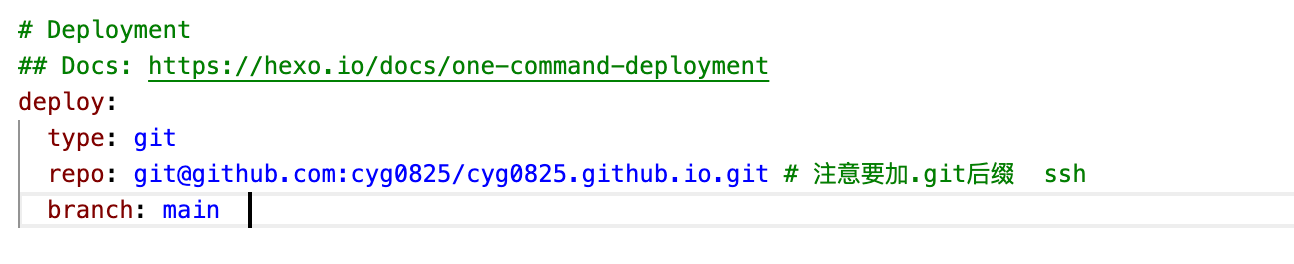 # Deployment
## Docs: https://hexo.io/docs/one-command-deployment
deploy:
  type: git
  repo: git@github.com:cyg0825/cyg0825.github.io.git # 注意要加.git后缀  ssh
  branch: main